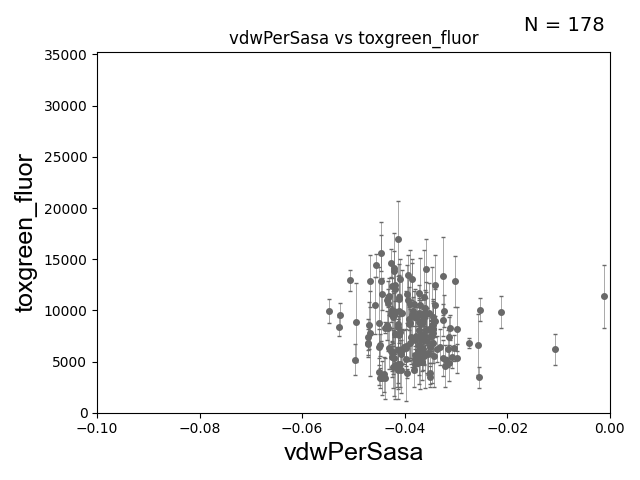 N = 178
vdwPerSasa vs toxgreen_fluor
35000
30000
25000
20000
15000
10000
5000
0
toxgreen_fluor
−0.10 −0.08 −0.06 −0.04 −0.02 0.00
vdwPerSasa